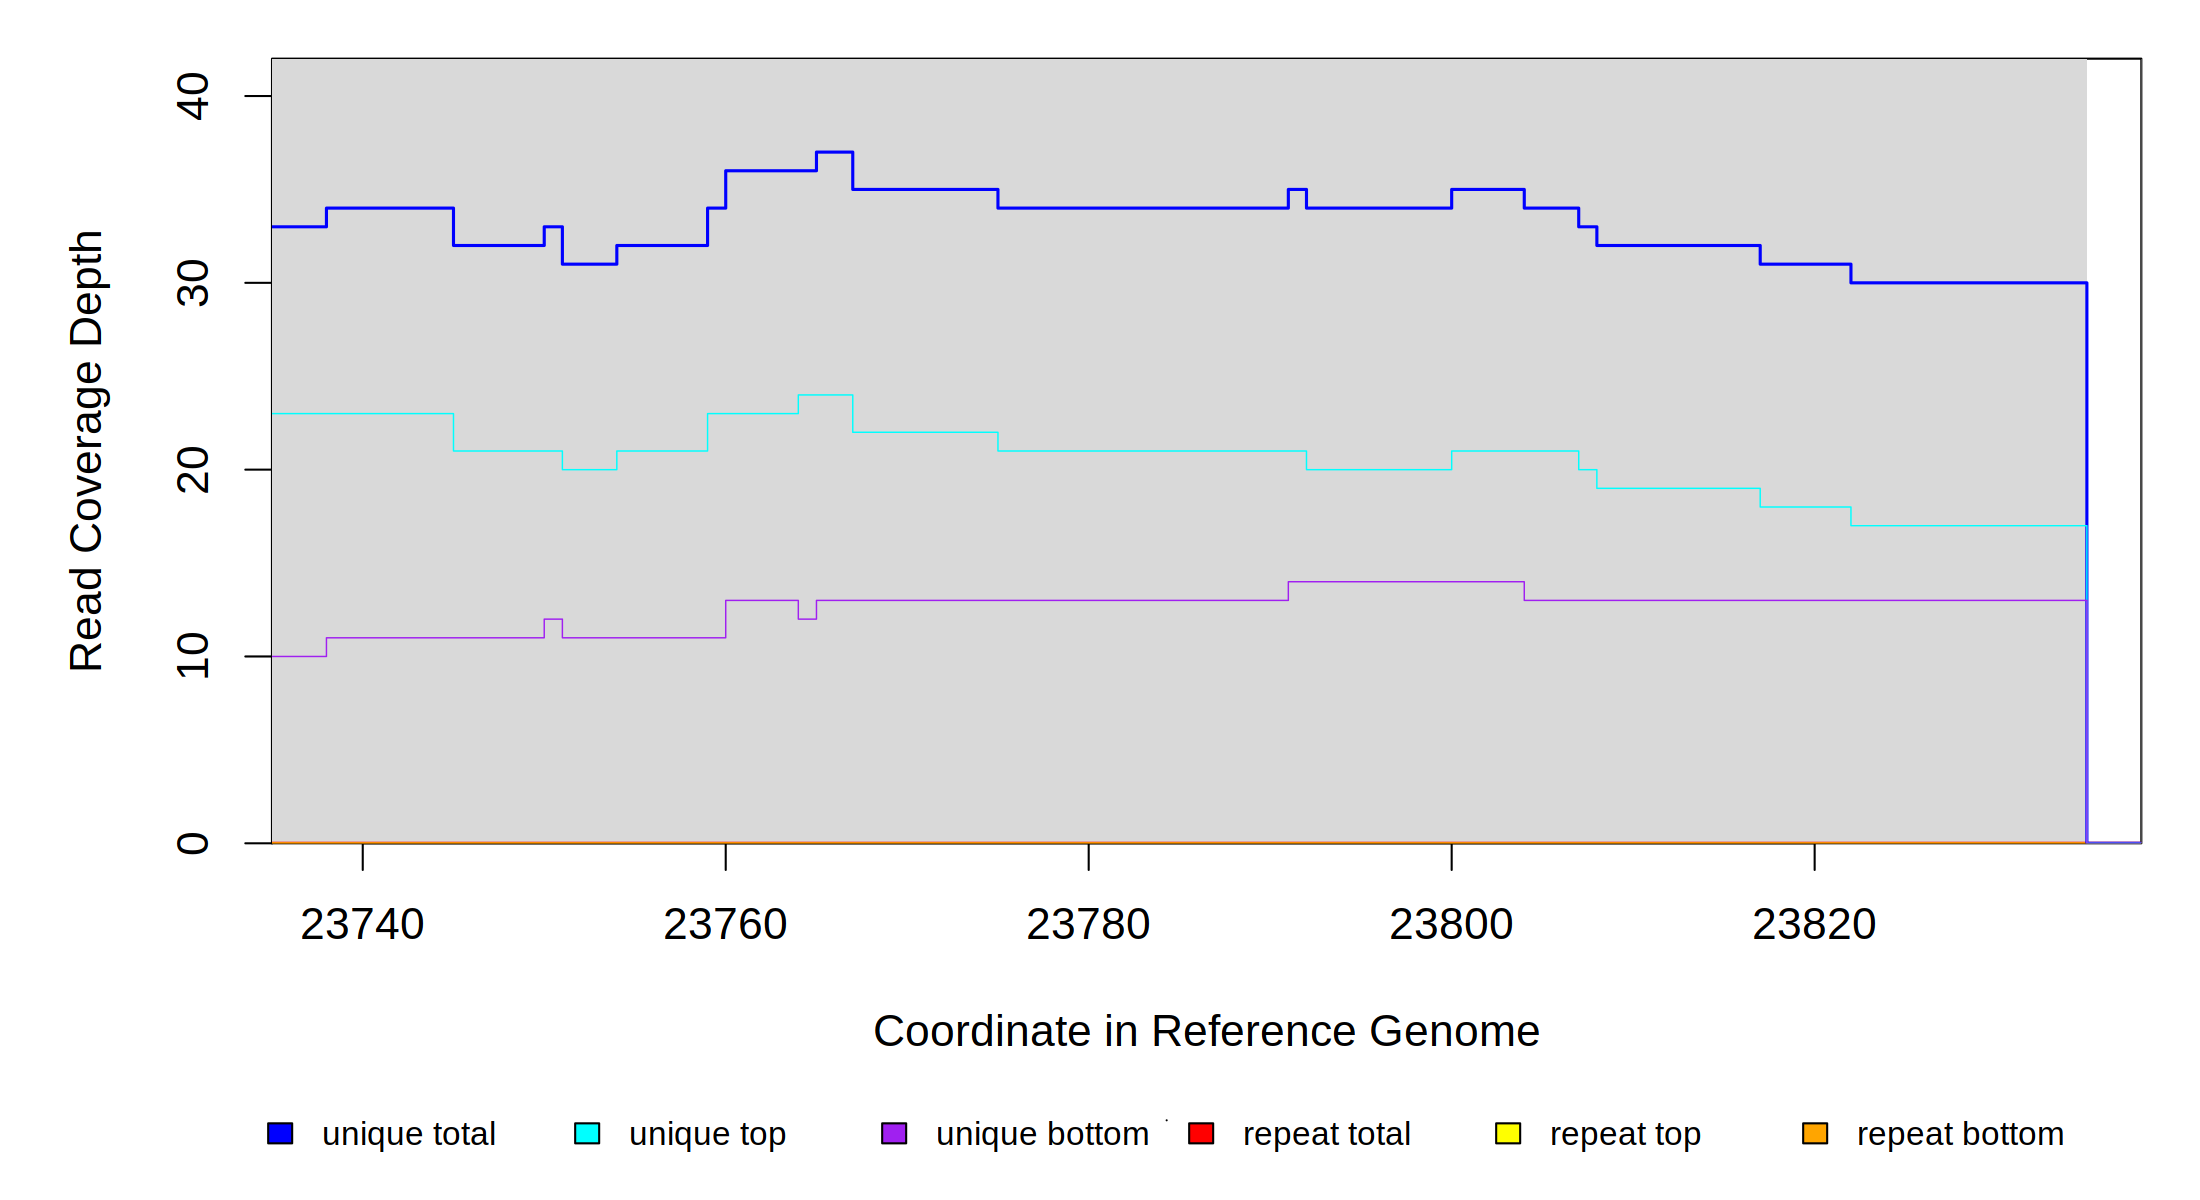 40
30
20
10
0
Read Coverage Depth
23740 23760 23780 23800 23820
Coordinate in Reference Genome
unique total unique top unique bottom repeat total repeat top repeat bottom